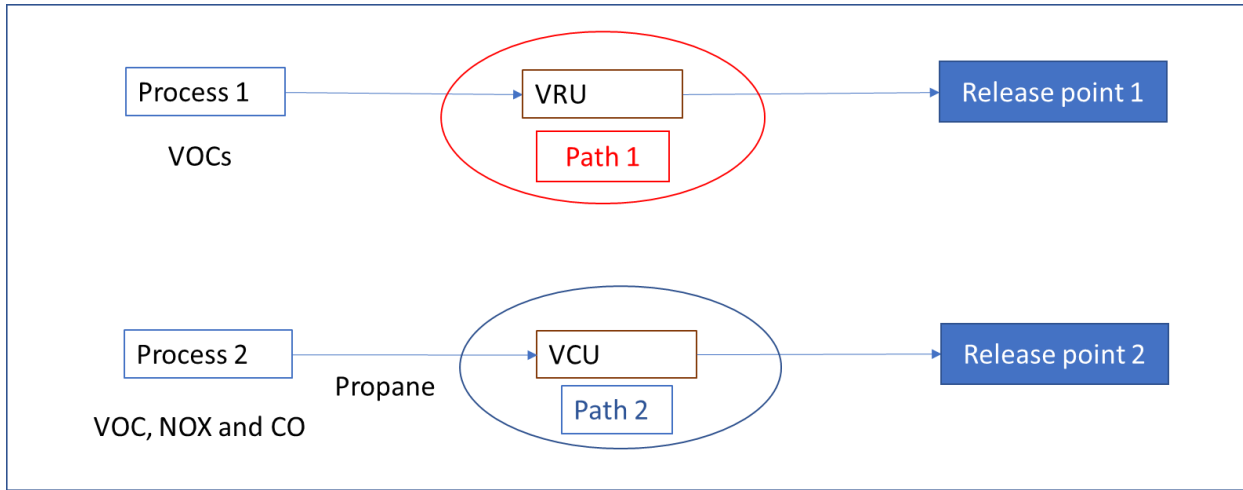 Process 1
VRU
Release point 1
Path 1
VOCs
Process 2
VCU
Release point 2
Propane
Path 2
VOC, NOX and CO